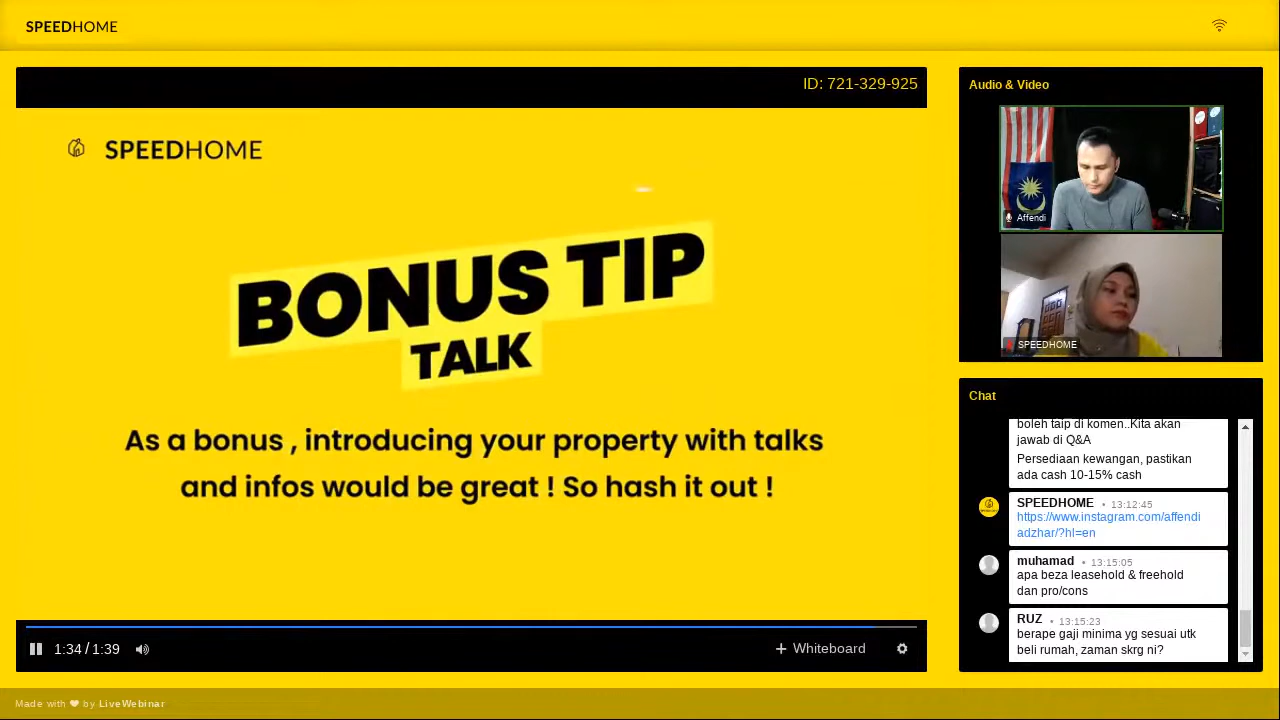 SPEEDHOME
ID: 721-329-925
SPEEDHOME
BONUS TIP
TALK
As a bonus , introducing your property with talks
and infos would be great ! So hash it out !
1:34 / 1:39
Whiteboard
Audio & Video
Affendi
SPEEDHOME
Chat
boleh taip di komen..Kita akan
jawab di Q&A
Persediaan kewangan, pastikan
ada cash 10-15% cash
SPEEDHOME • 13:12:45
https://www.instagram.com/affendi
adzhar/?hl=en
muhamad • 13:15:05
apa beza leasehold & freehold
dan pro/cons
RUZ • 13:15:23
berape gaji minima yg sesuai utk
beli rumah, zaman skrg ni?
Made with ❤ by LiveWebinar